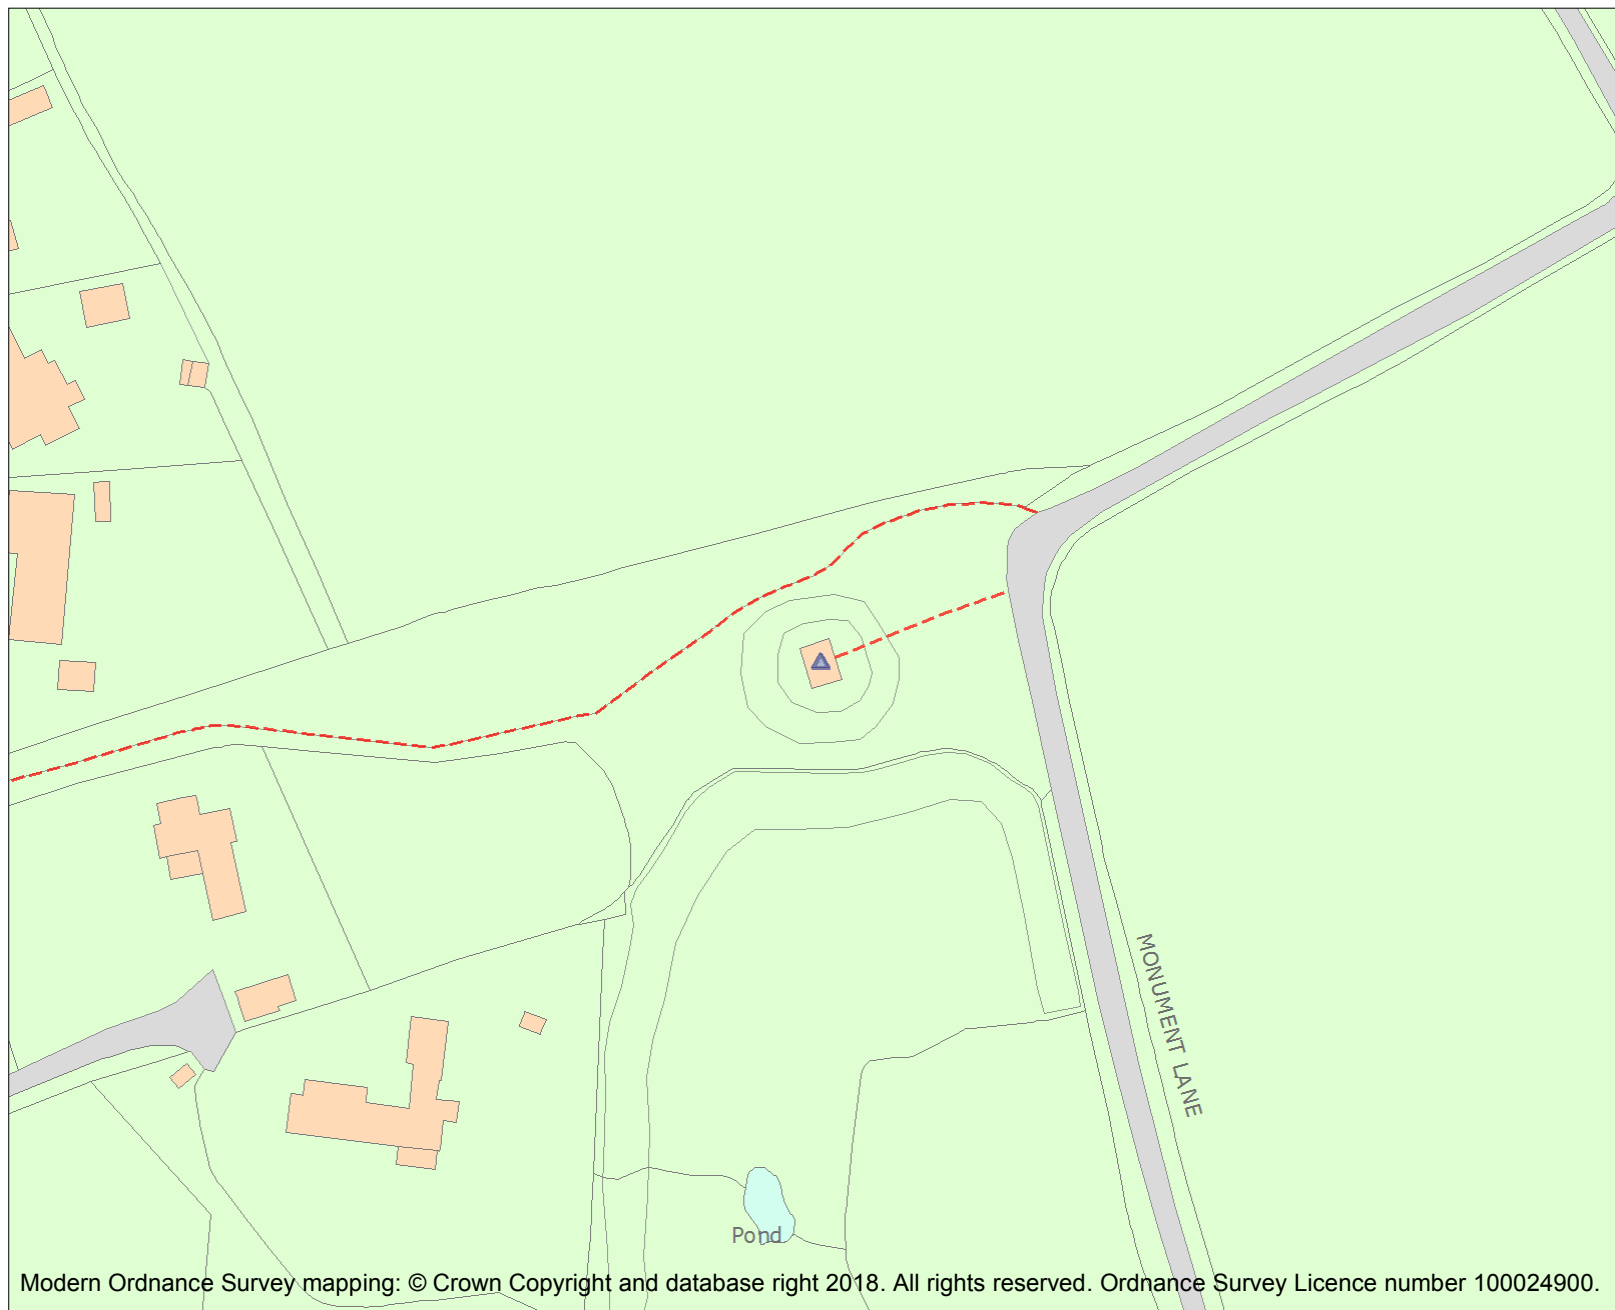 MONUMENT LANE
Pond
Modern Ordnance Survey mapping: © Crown Copyright and database right 2018. All rights reserved. Ordnance Survey Licence number 100024900.